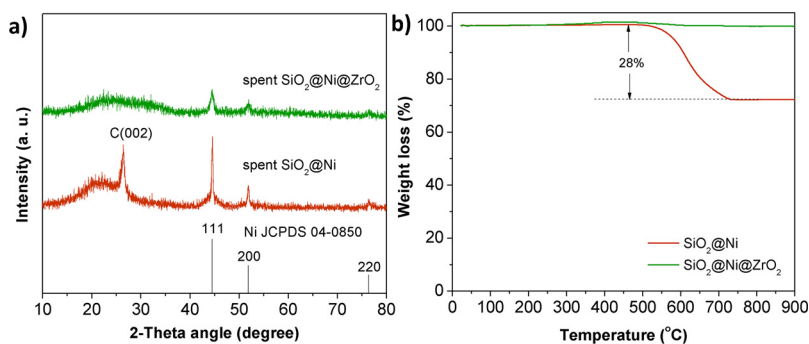 a)
spent SiO2@Ni@ZrO2
C(002)
spent SiO2@Ni
Ni JCPDS 04-0850
111
200
220
10 20 30 40 50 60 70 80
2-Theta angle (degree)
Intensity (a. u.)
b)
100
90
80
70
60
40
20
0
28%
SiO2@Ni
SiO2@Ni@ZrO2
0 100 200 300 400 500 600 700 800 900
Temperature (°C)
Weight loss (%)